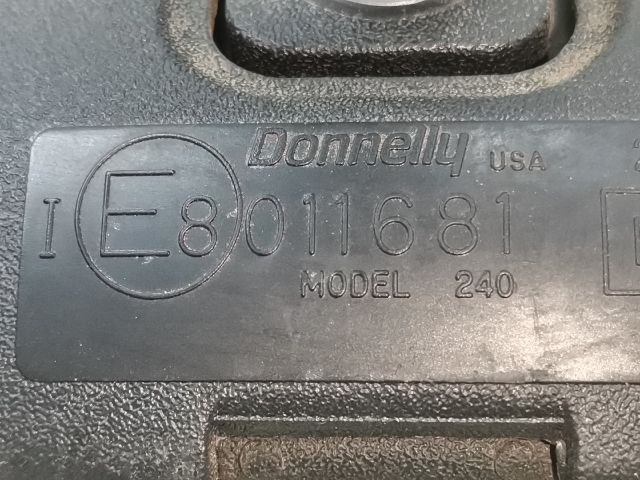 Donnelly USA
I E8 011681
MODEL 240